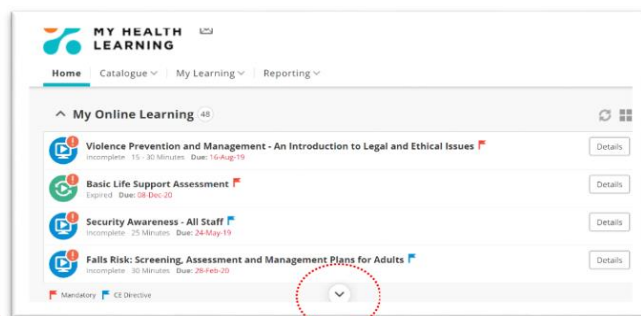 MY HEALTH
LEARNING
Home Catalogue My Learning Reporting
My Online Learning 48
Violence Prevention and Management - An Introduction to Legal and Ethical Issues
Incomplete 15 - 30 Minutes Due: 16-Aug-19
Details
Basic Life Support Assessment
Expired Due: 08-Dec-20
Details
Security Awareness - All Staff
Incomplete 25 Minutes Due: 24-May-19
Details
Falls Risk: Screening, Assessment and Management Plans for Adults
Incomplete 30 Minutes Due: 28-Feb-20
Details
Mandatory CE Directive